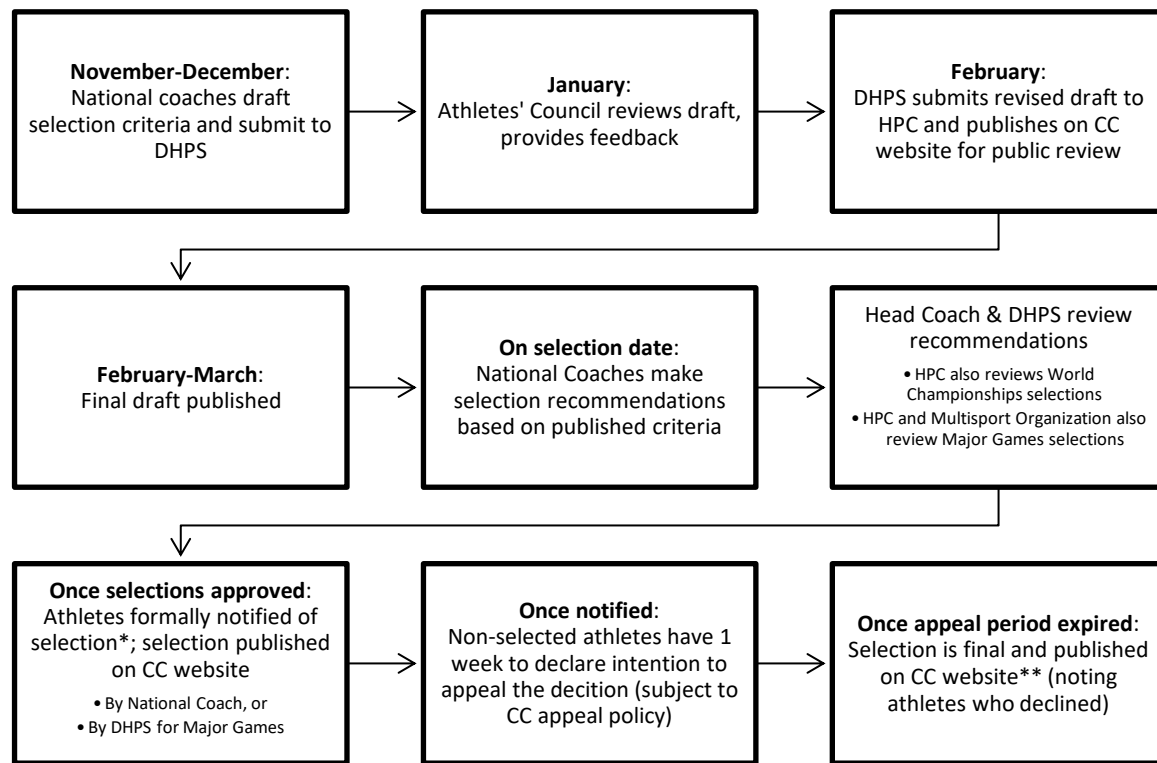 November-December:
National coaches draft
selection criteria and submit to
DHPS
January:
Athletes' Council reviews draft,
provides feedback
February:
DHPS submits revised draft to
HPC and publishes on CC
website for public review
February-March:
Final draft published
On selection date:
National Coaches make
selection recommendations
based on published criteria
Head Coach & DHPS review
recommendations
• HPC also reviews World
Championships selections
• HPC and Multisport Organization also
review Major Games selections
Once selections approved:
Athletes formally notified of
selection*; selection published
on CC website
• By National Coach, or
• By DHPS for Major Games
Once notified:
Non-selected athletes have 1
week to declare intention to
appeal the decition (subject to
CC appeal policy)
Once appeal period expired:
Selection is final and published
on CC website** (noting
athletes who declined)